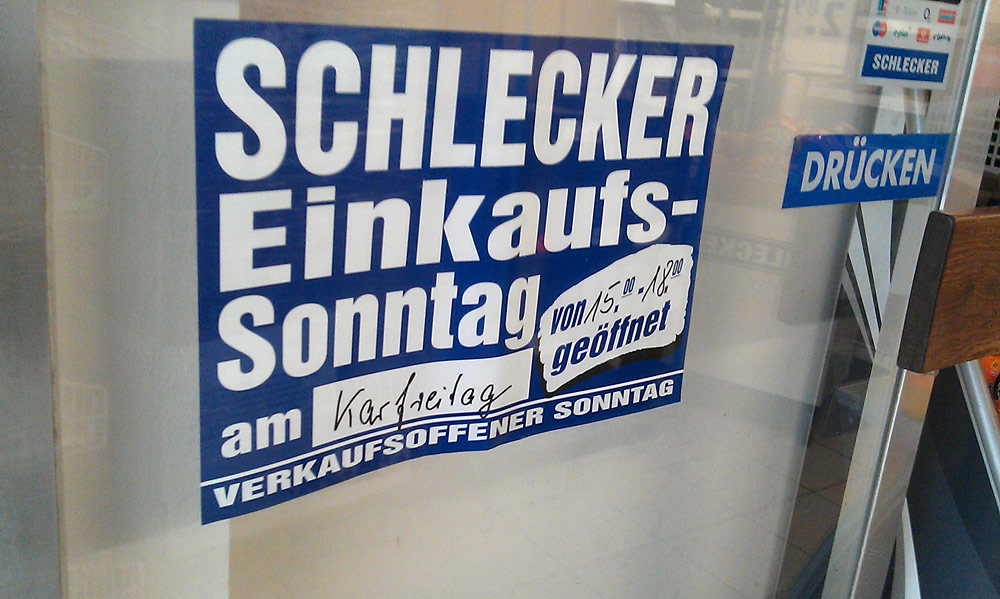 SCHLECKER
Einkaufs-
Sonntag
von 15.00-18.00
geöffnet
am Karfreitag
VERKAUFSOFFENER SONNTAG
SCHLECKER
DRÜCKEN